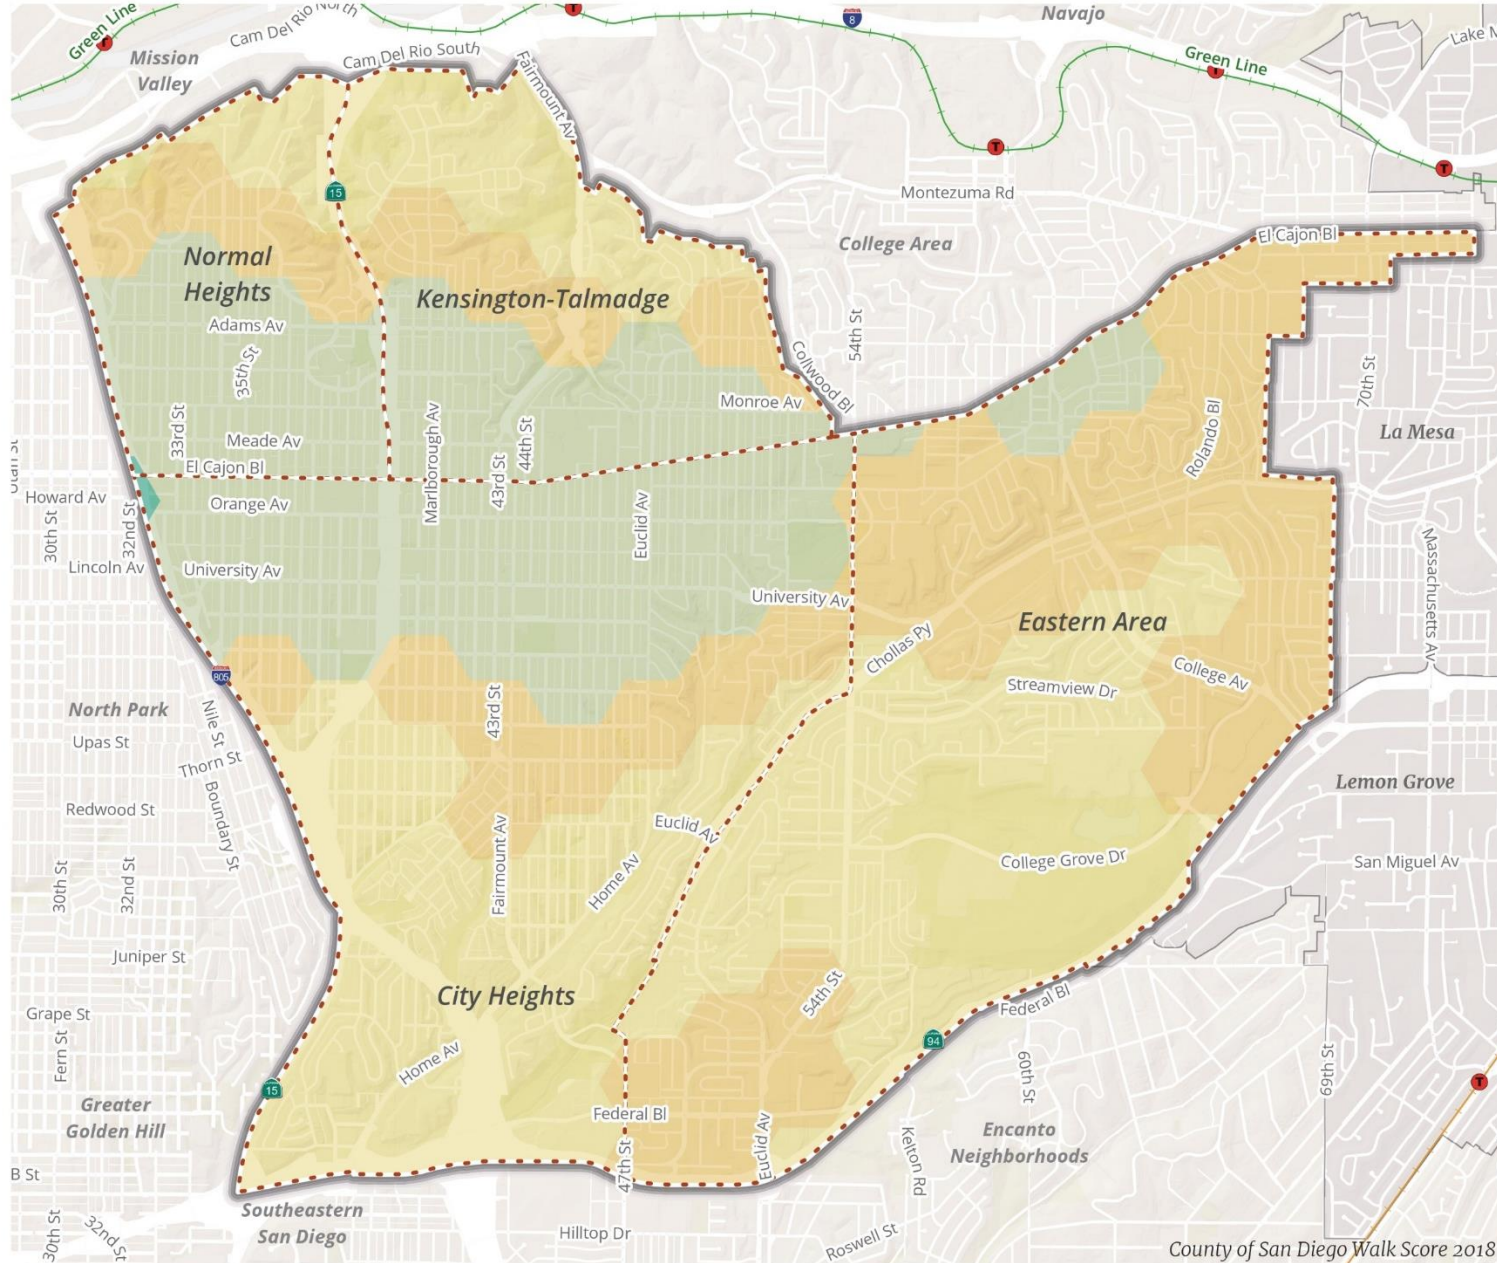 Green Line
Cam Del Rio North
Mission
Valley
Cam Del Rio South
Fairmount Av
8
Navajo
Green Line
T
T
T
T
15
Montezuma Rd
College Area
El Cajon Bl
Normal
Heights
Kensington-Talmadge
Adams Av
35th St
54th St
Collwood Bl
70th St
La Mesa
Monroe Av
33rd St
Marlborough Av
44th St
Meade Av
El Cajon Bl
43rd St
Rolando Bl
Howard Av
Orange Av
30th St
32nd St
Euclid Av
Massachusetts Av
Lincoln Av
University Av
University Av
Eastern Area
Chollas Py
College Av
Streamview Dr
805
North Park
Nile St
43rd St
Upas St
Thorn St
Lemon Grove
Redwood St
Boundary St
Euclid Av
Fairmount Av
Home Av
College Grove Dr
San Miguel Av
30th St
32nd St
Juniper St
City Heights
54th St
Grape St
Fern St
Federal Bl
94
Home Av
60th St
69th St
T
15
Greater
Golden Hill
Federal Bl
Euclid Av
Encanto
Neighborhoods
Kelton Rd
47th St
B St
Southeastern
San Diego
30th St
32nd St
Hilltop Dr
Roswell St
County of San Diego Walk Score 2018